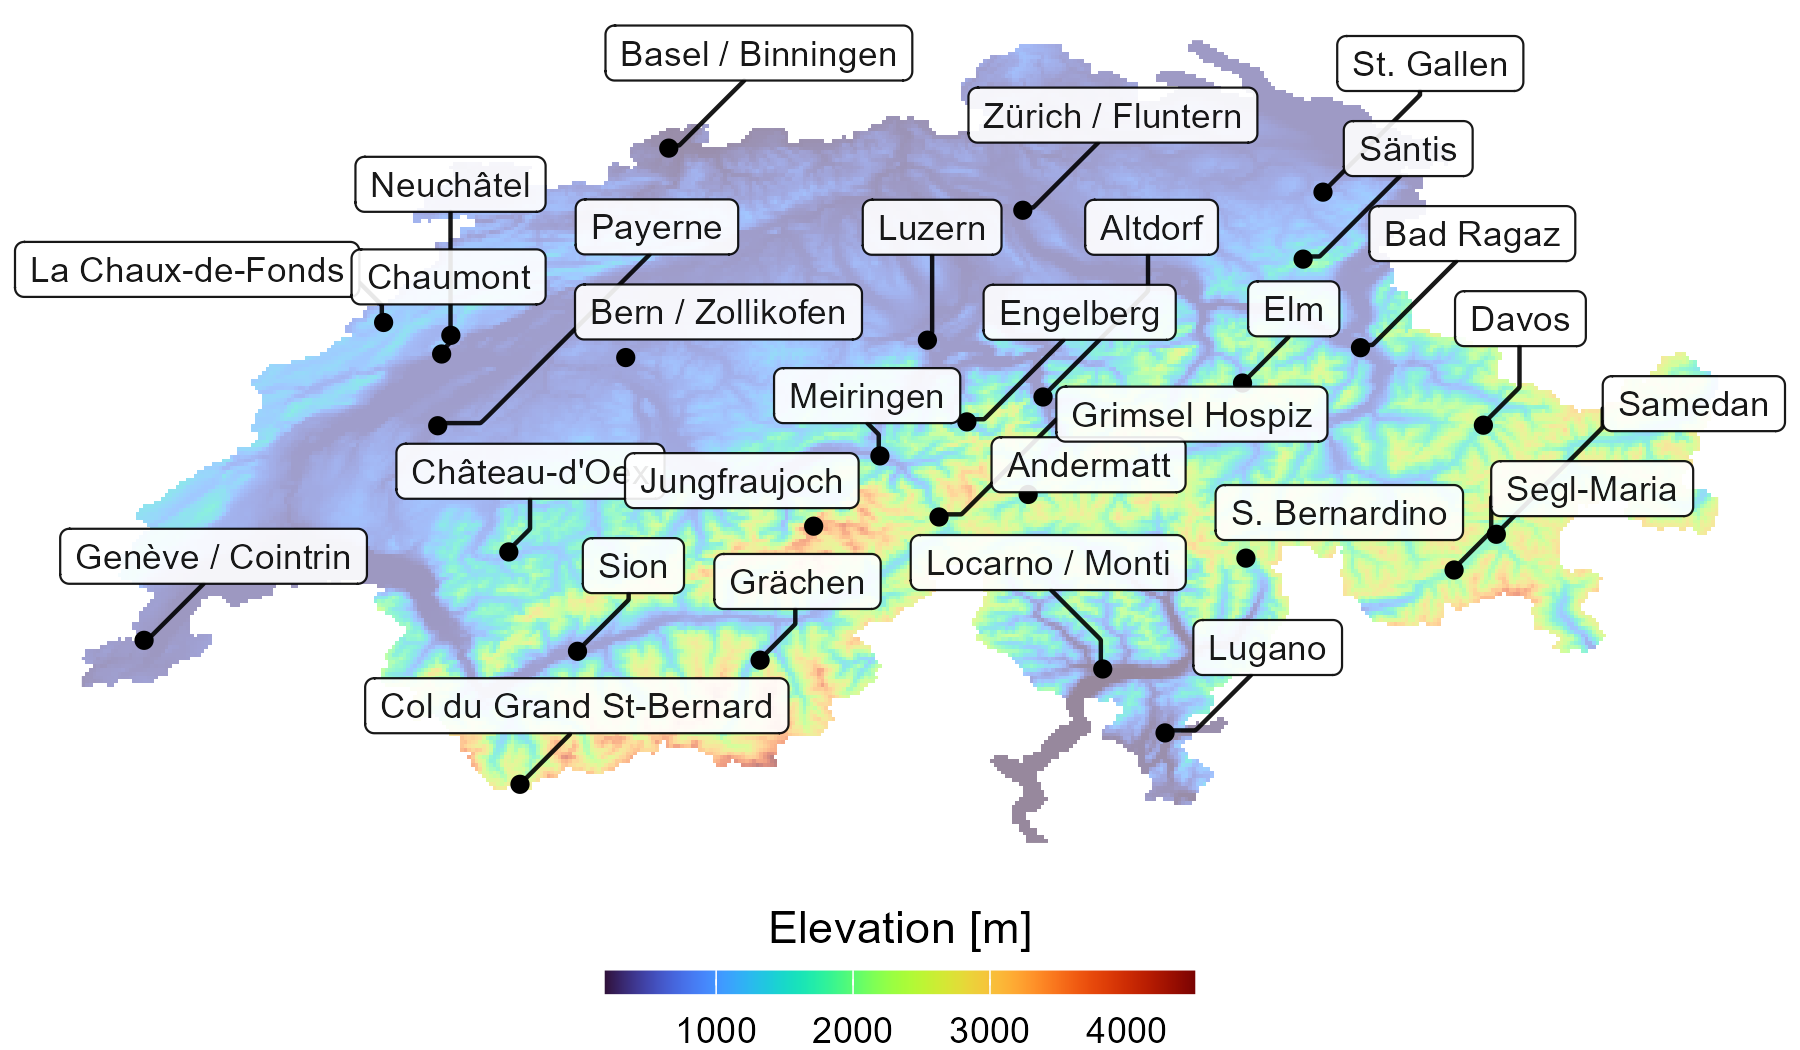 Basel / Binningen
St. Gallen
Zürich / Fluntern
Säntis
Neuchâtel
Payerne
Luzern
Altdorf
Bad Ragaz
La Chaux-de-Fonds
Chaumont
Bern / Zollikofen
Engelberg
Elm
Davos
Meiringen
Grimsel Hospiz
Samedan
Château-d'Oex
Jungfraujoch
Andermatt
Segl-Maria
S. Bernardino
Genève / Cointrin
Sion
Grächen
Locarno / Monti
Lugano
Col du Grand St-Bernard
Elevation [m]
1000 2000 3000 4000